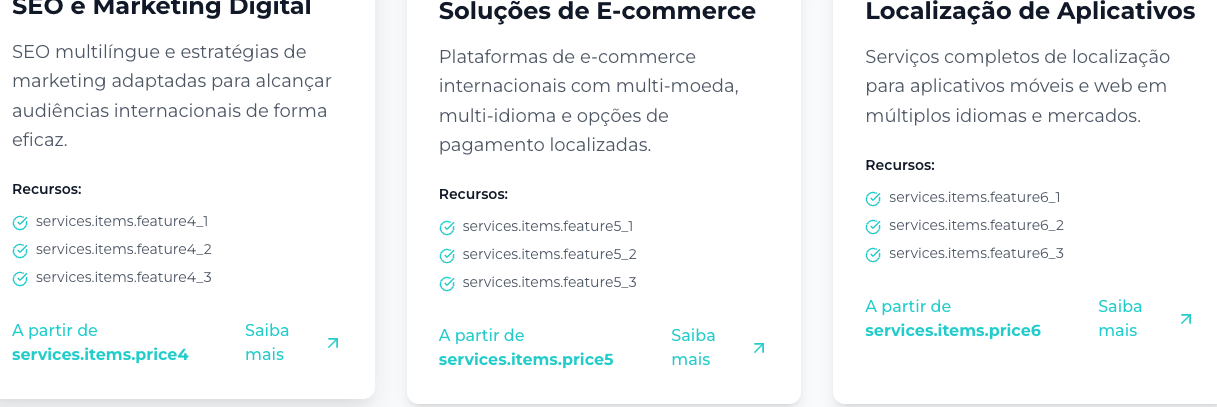 SEO e Marketing Digital
SEO multilíngue e estratégias de
marketing adaptadas para alcançar
audiências internacionais de forma
eficaz.
Recursos:
services.items.feature4_1
services.items.feature4_2
services.items.feature4_3
A partir de
services.items.price4
Saiba
mais
Soluções de E-commerce
Plataformas de e-commerce
internacionais com multi-moeda,
multi-idioma e opções de
pagamento localizadas.
Recursos:
services.items.feature5_1
services.items.feature5_2
services.items.feature5_3
A partir de
services.items.price5
Saiba
mais
Localização de Aplicativos
Serviços completos de localização
para aplicativos móveis e web em
múltiplos idiomas e mercados.
Recursos:
services.items.feature6_1
services.items.feature6_2
services.items.feature6_3
A partir de
services.items.price6
Saiba
mais